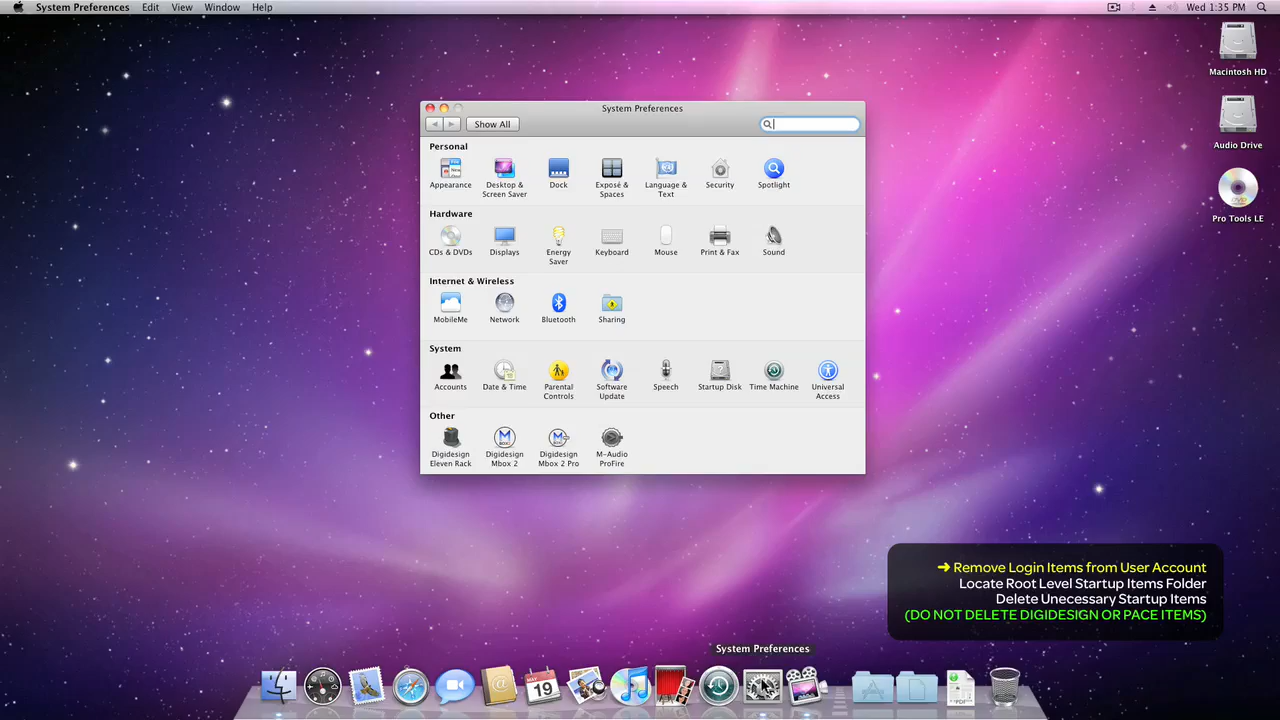 System Preferences Edit View Window Help
Wed 1:35 PM
Macintosh HD
Audio Drive
Pro Tools LE
System Preferences
Show All
Personal
Appearance
Desktop &
Screen Saver
Dock
Exposé &
Spaces
Language &
Text
Security
Spotlight
Hardware
CDs & DVDs
Displays
Energy
Saver
Keyboard
Mouse
Print & Fax
Sound
Internet & Wireless
MobileMe
Network
Bluetooth
Sharing
System
Accounts
Date & Time
Parental
Controls
Software
Update
Speech
Startup Disk
Time Machine
Universal
Access
Other
Digidesign
Eleven Rack
Digidesign
Mbox 2
Digidesign
Mbox 2 Pro
M-Audio
ProFire
➔ Remove Login Items from User Account
Locate Root Level Startup Items Folder
Delete Unecessary Startup Items
(DO NOT DELETE DIGIDESIGN OR PACE ITEMS)
System Preferences
MAY
19
PDF